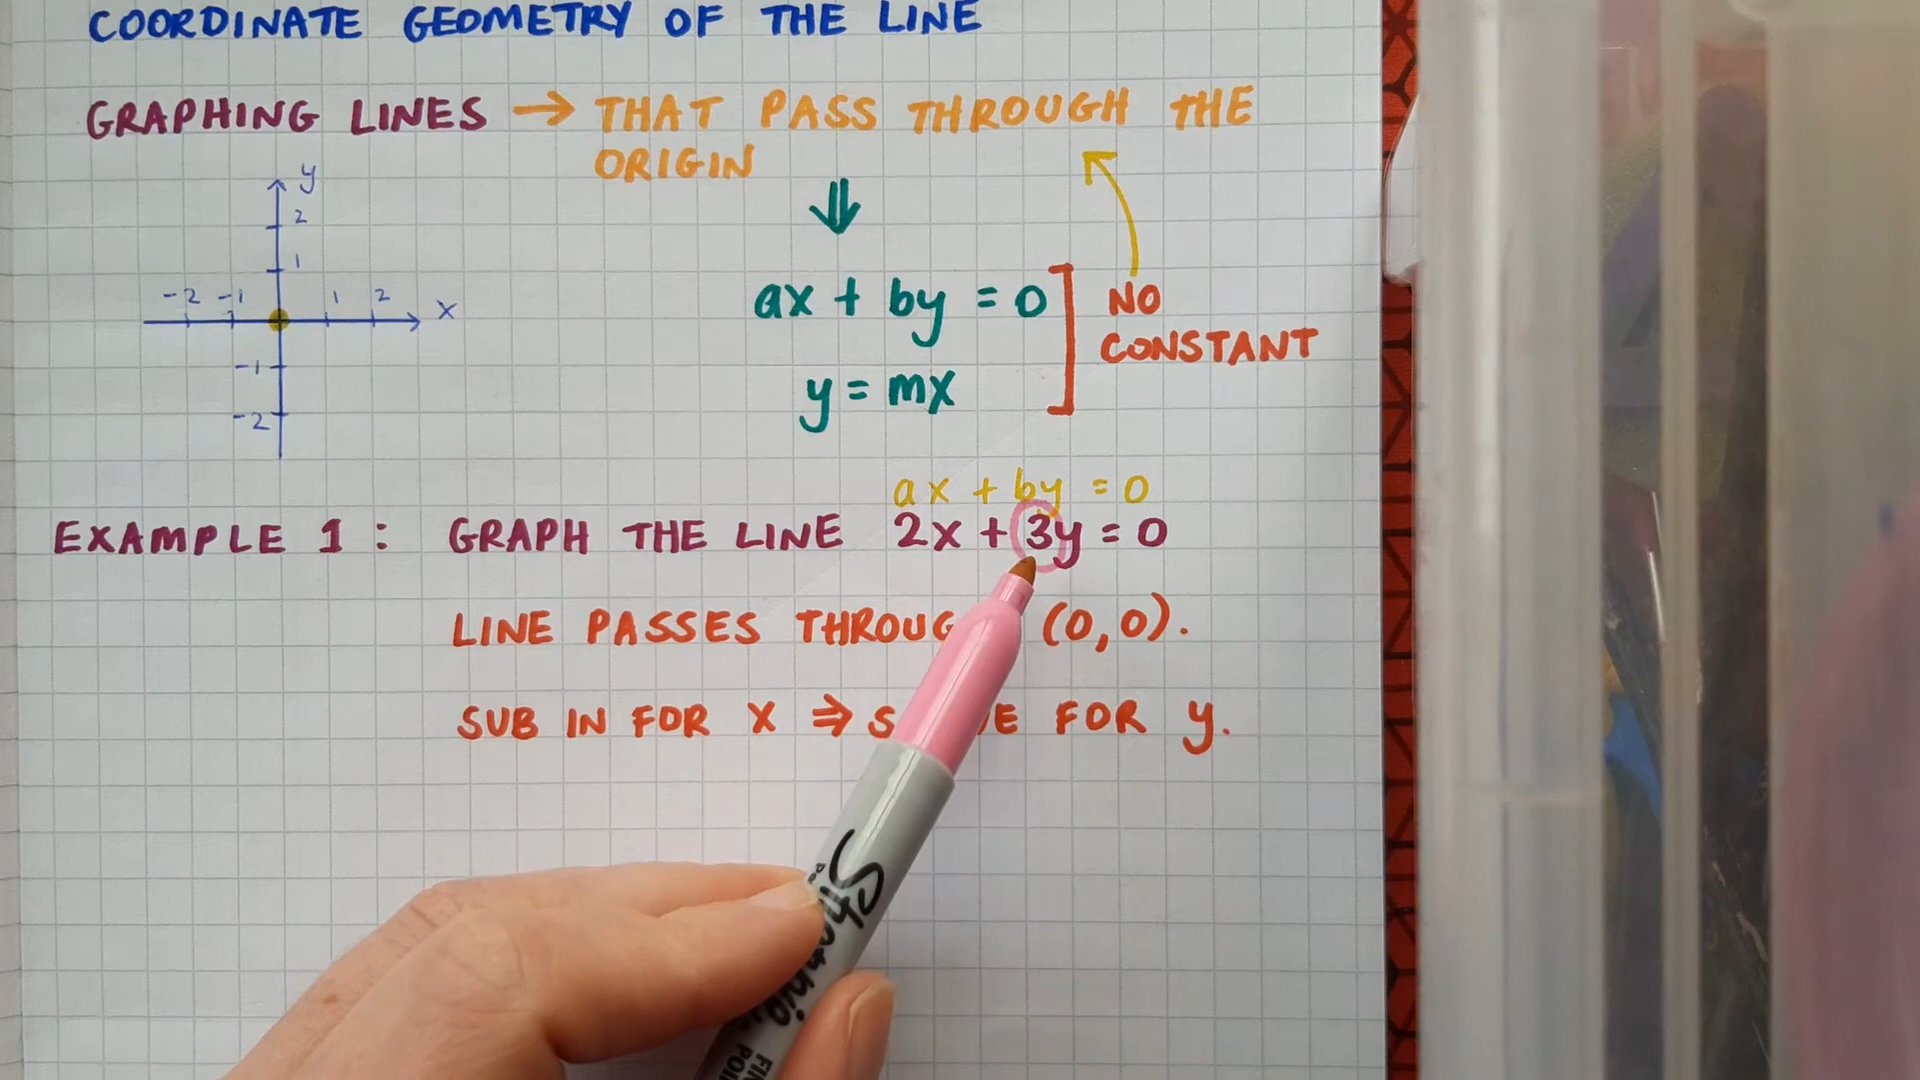 COORDINATE GEOMETRY OF THE LINE
GRAPHING LINES → THAT PASS THROUGH THE
ORIGIN
y
2
1
-2 -1 1 2 x
-1
-2
ax + by = 0
y = mx
NO
CONSTANT
ax + by = 0
EXAMPLE 1 : GRAPH THE LINE 2x + 3y = 0
LINE PASSES THROUG (0,0).
SUB IN FOR X ⇒ S E FOR y.
Sharpie